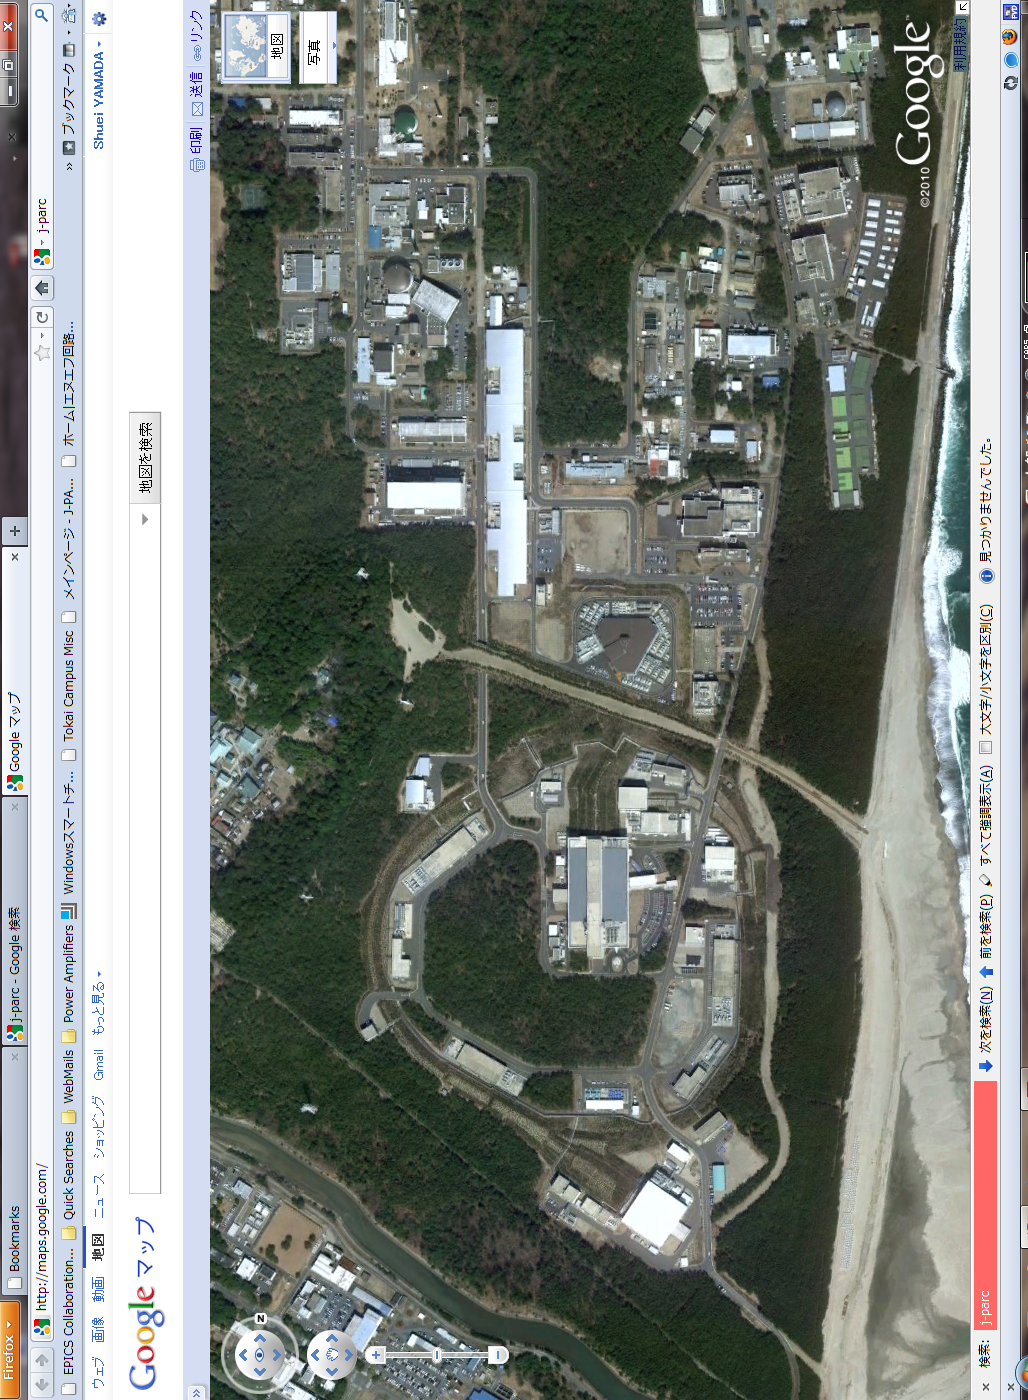 Firefox
Bookmarks
j-parc - Google 検索
Google マップ
http://maps.google.com/
j-parc
EPICS Collaboration...
Quick Searches
WebMails
Power Amplifiers
Windowsスマートチ...
Tokai Campus Misc
メインページ - J-PA...
ホーム|エヌエフ回路...
ブックマーク
ウェブ 画像 動画 地図 ニュース ショッピング Gmail もっと見る
Shuei YAMADA
Google マップ
地図を検索
印刷 送信 リンク
地図
写真
N
©2010 Google™
利用規約
検索: j-parc 次を検索(N) 前を検索(P) すべて強調表示(A) 大文字/小文字を区別(C) 見つかりませんでした。